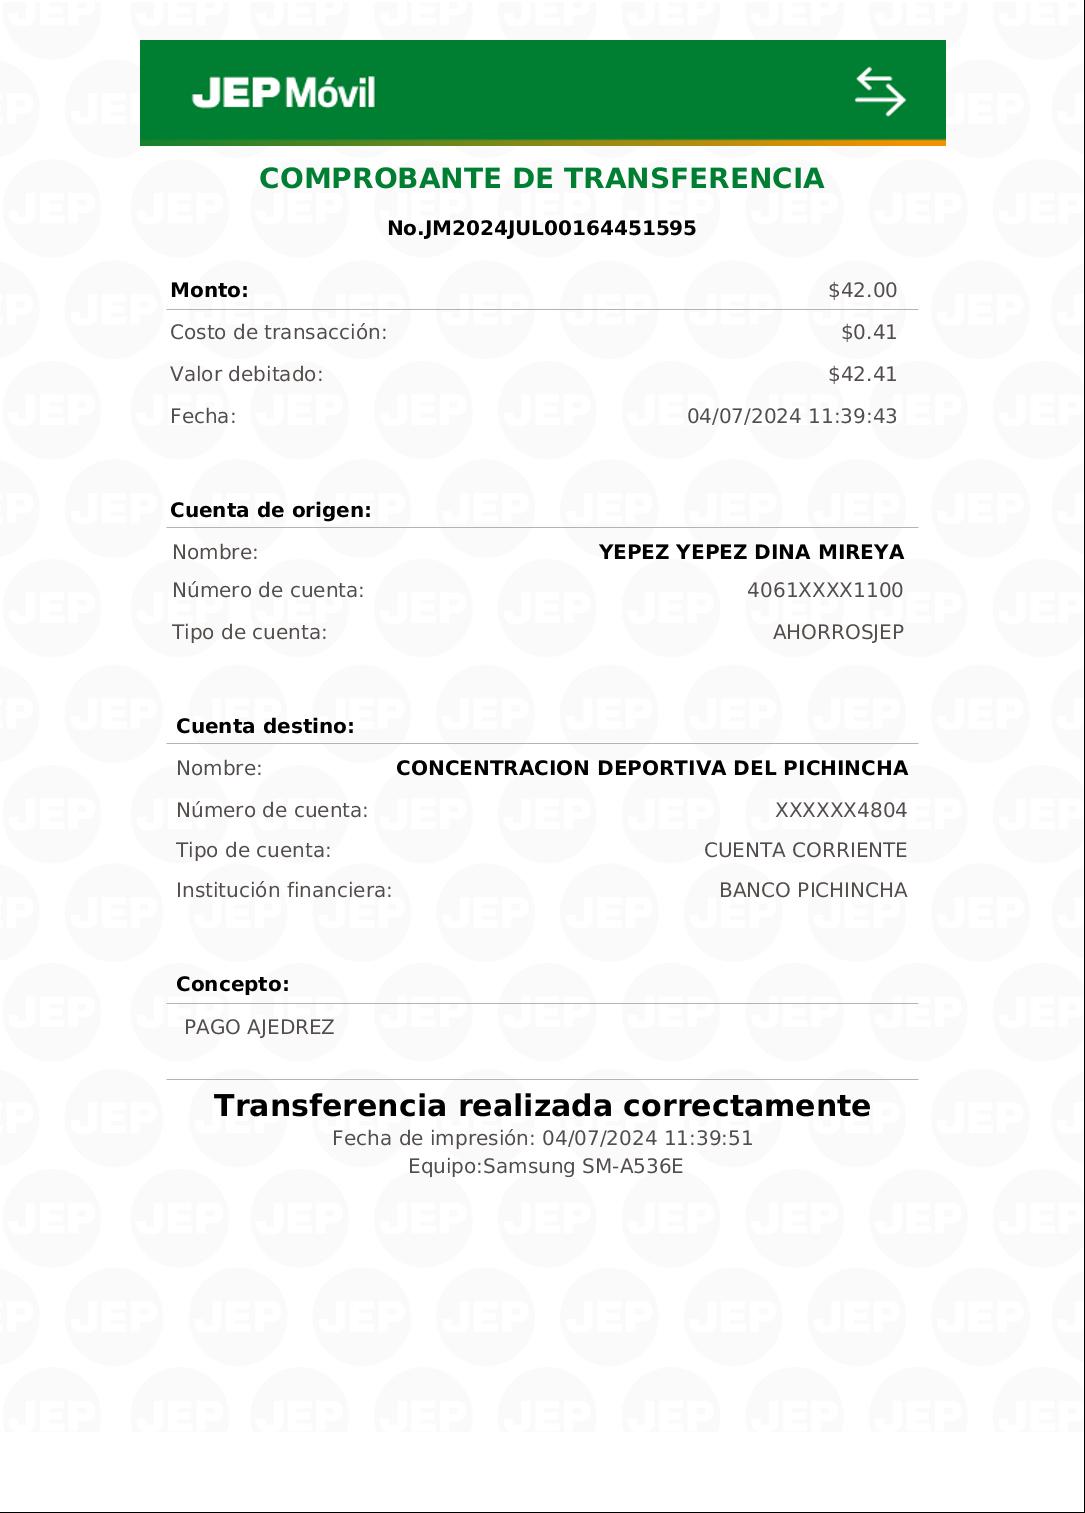 JEP Móvil
COMPROBANTE DE TRANSFERENCIA
No.JM2024JUL00164451595
Monto: $42.00
Costo de transacción: $0.41
Valor debitado: $42.41
Fecha: 04/07/2024 11:39:43
Cuenta de origen:
Nombre: YEPEZ YEPEZ DINA MIREYA
Número de cuenta: 4061XXXX1100
Tipo de cuenta: AHORROSJEP
Cuenta destino:
Nombre: CONCENTRACION DEPORTIVA DEL PICHINCHA
Número de cuenta: XXXXXX4804
Tipo de cuenta: CUENTA CORRIENTE
Institución financiera: BANCO PICHINCHA
Concepto:
PAGO AJEDREZ
Transferencia realizada correctamente
Fecha de impresión: 04/07/2024 11:39:51
Equipo:Samsung SM-A536E